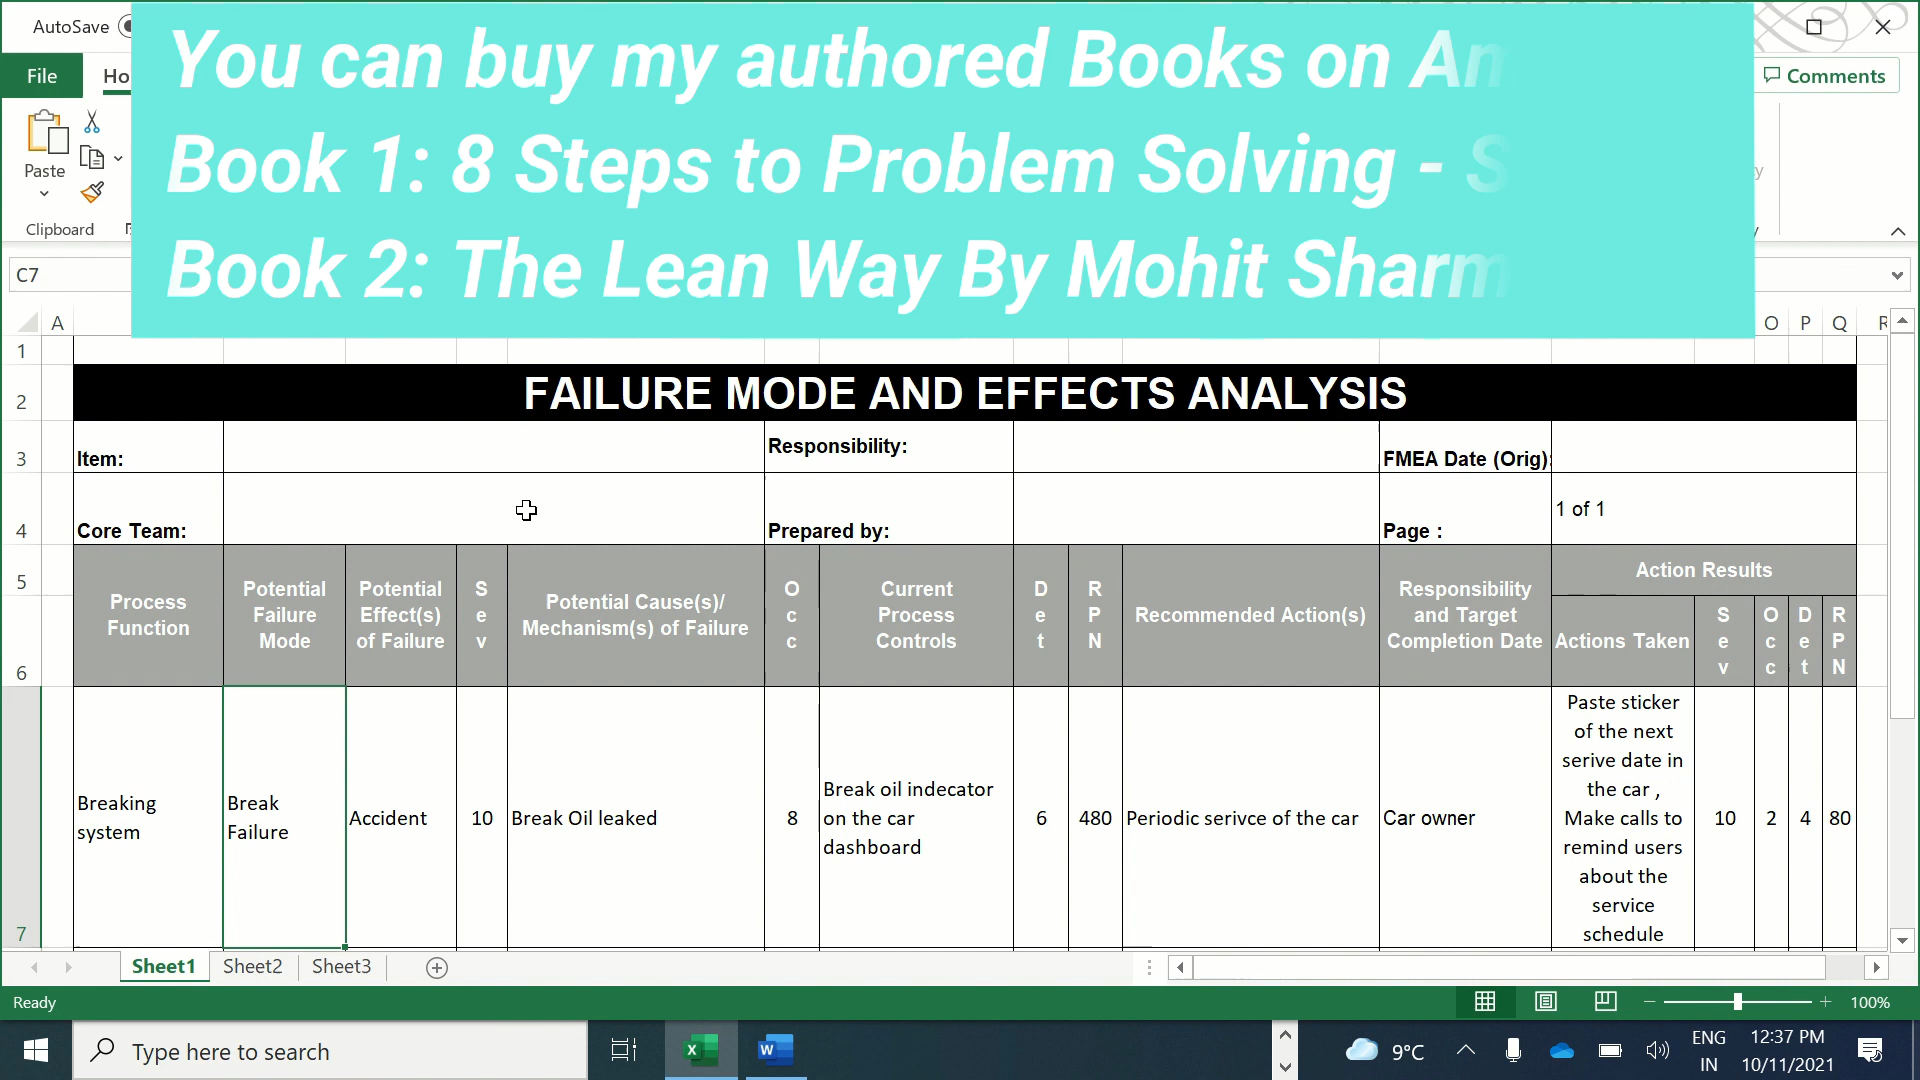 AutoSave
You can buy my authored Books on
Book 1: 8 Steps to Problem Solving -
Book 2: The Lean Way By Mohit
File
Comments
Paste
Clipboard
C7
A O P Q R
1
FAILURE MODE AND EFFECTS ANALYSIS
2
3
Item:
Responsibility:
FMEA Date (Orig):
4
Core Team:
Prepared by:
Page :
1 of 1
5
6
Process
Function
Potential
Failure
Mode
Potential
Effect(s)
of Failure
S
e
v
Potential Cause(s)/
Mechanism(s) of Failure
O
c
c
Current
Process
Controls
D
e
t
R
P
N
Recommended Action(s)
Responsibility
and Target
Completion Date
Action Results
Actions Taken
S
e
v
O
c
c
D
e
t
R
P
N
7
Breaking
system
Break
Failure
Accident
10
Break Oil leaked
8
Break oil indecator
on the car
dashboard
6
480
Periodic serivce of the car
Car owner
Paste sticker
of the next
serive date in
the car ,
Make calls to
remind users
about the
service
schedule
10
2
4
80
Sheet1 Sheet2 Sheet3
Ready
100%
Type here to search
9°C
ENG
IN
12:37 PM
10/11/2021